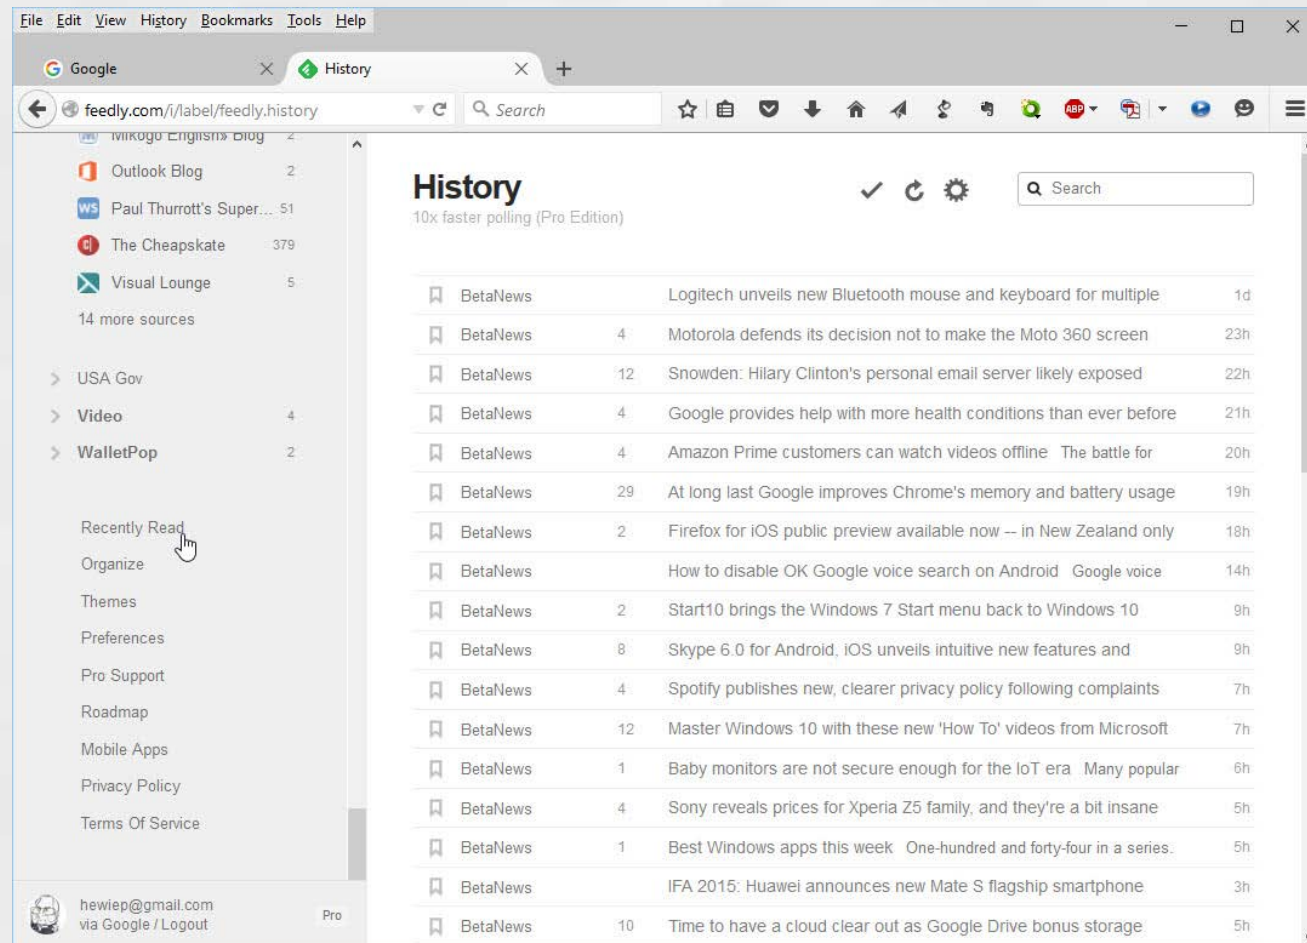 File Edit View History Bookmarks Tools Help
Google
History
feedly.com/i/label/feedly.history
Search
ABP
Mikogo English» Blog 2
Outlook Blog 2
WS Paul Thurrott's Super... 51
The Cheapskate 379
Visual Lounge 5
14 more sources
USA Gov
Video 4
WalletPop 2
Recently Read
Organize
Themes
Preferences
Pro Support
Roadmap
Mobile Apps
Privacy Policy
Terms Of Service
hewiep@gmail.com
via Google / Logout
Pro
History
10x faster polling (Pro Edition)
Search
BetaNews Logitech unveils new Bluetooth mouse and keyboard for multiple 1d
BetaNews 4 Motorola defends its decision not to make the Moto 360 screen 23h
BetaNews 12 Snowden: Hilary Clinton's personal email server likely exposed 22h
BetaNews 4 Google provides help with more health conditions than ever before 21h
BetaNews 4 Amazon Prime customers can watch videos offline The battle for 20h
BetaNews 29 At long last Google improves Chrome's memory and battery usage 19h
BetaNews 2 Firefox for iOS public preview available now -- in New Zealand only 18h
BetaNews How to disable OK Google voice search on Android Google voice 14h
BetaNews 2 Start10 brings the Windows 7 Start menu back to Windows 10 9h
BetaNews 8 Skype 6.0 for Android, iOS unveils intuitive new features and 9h
BetaNews 4 Spotify publishes new, clearer privacy policy following complaints 7h
BetaNews 12 Master Windows 10 with these new 'How To' videos from Microsoft 7h
BetaNews 1 Baby monitors are not secure enough for the IoT era Many popular 6h
BetaNews 4 Sony reveals prices for Xperia Z5 family, and they're a bit insane 5h
BetaNews 1 Best Windows apps this week One-hundred and forty-four in a series. 5h
BetaNews IFA 2015: Huawei announces new Mate S flagship smartphone 3h
BetaNews 10 Time to have a cloud clear out as Google Drive bonus storage 5h